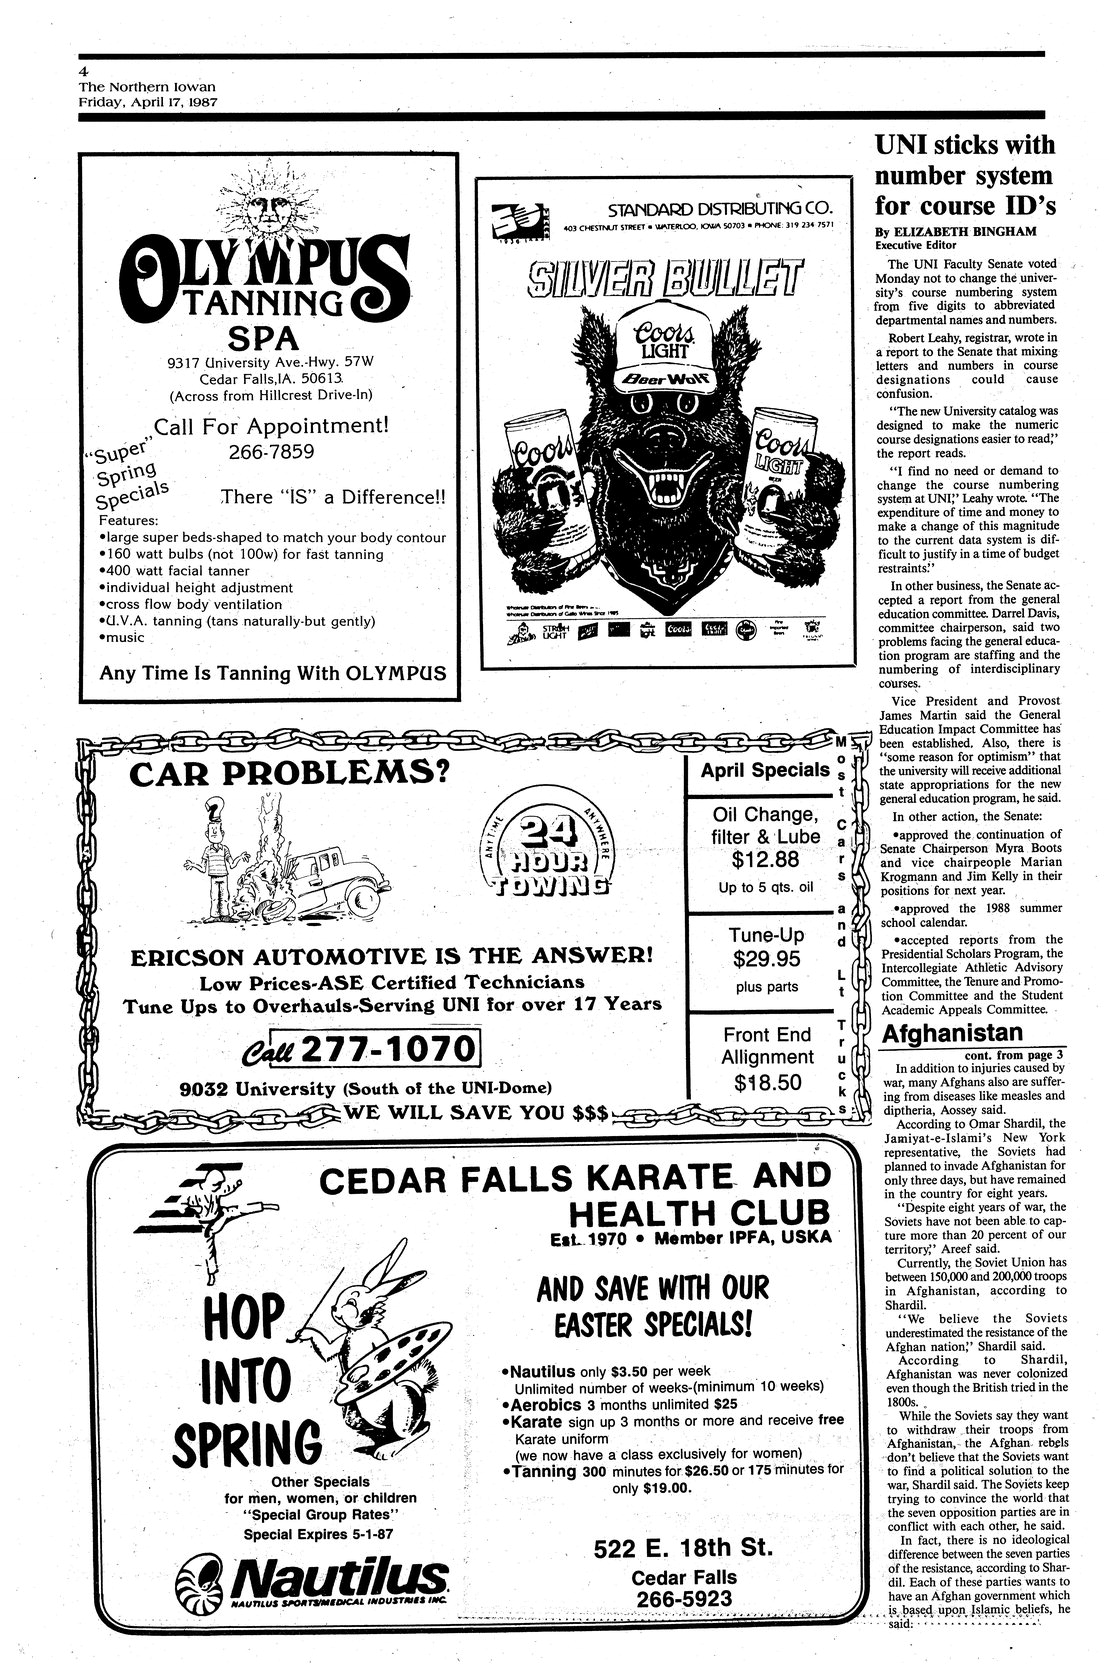 4
The Northern Iowan
Friday, April 17, 1987
OLYMPUS
TANNING
SPA
9317 University Ave.-Hwy. 57W
Cedar Falls,IA. 50613
(Across from Hillcrest Drive-In)
Call For Appointment!
266-7859
"Super"
Spring
Specials
There "IS" a Difference!!
Features:
•large super beds-shaped to match your body contour
•160 watt bulbs (not 100w) for fast tanning
•400 watt facial tanner
•individual height adjustment
•cross flow body ventilation
•U.V.A. tanning (tans naturally-but gently)
•music
Any Time Is Tanning With OLYMPUS
STANDARD DISTRIBUTING CO.
403 CHESTNUT STREET • WATERLOO, IOWA 50703 • PHONE: 319 234 7571
SILVER BULLET
Coors
LIGHT
Beer Wolf
Coors
Coors
LIGHT
BEER
Wholesale Distributors of Fine Beers
Wholesale Distributors of Gallo Wines Since 1985
STROH
LIGHT
Coors
CAR PROBLEMS?
ANYTIME ANYWHERE
24
HOUR
TOWING
ERICSON AUTOMOTIVE IS THE ANSWER!
Low Prices-ASE Certified Technicians
Tune Ups to Overhauls-Serving UNI for over 17 Years
Call 277-1070
9032 University (South of the UNI-Dome)
WE WILL SAVE YOU $$$
April Specials
Oil Change,
filter & Lube
$12.88
Up to 5 qts. oil
Tune-Up
$29.95
plus parts
Front End
Allignment
$18.50
Most Cars and Lt Trucks
CEDAR FALLS KARATE AND
HEALTH CLUB
Est. 1970 • Member IPFA, USKA
HOP
INTO
SPRING
AND SAVE WITH OUR
EASTER SPECIALS!
•Nautilus only $3.50 per week
Unlimited number of weeks-(minimum 10 weeks)
•Aerobics 3 months unlimited $25
•Karate sign up 3 months or more and receive free
Karate uniform
(we now have a class exclusively for women)
•Tanning 300 minutes for $26.50 or 175 minutes for
only $19.00.
Other Specials
for men, women, or children
"Special Group Rates"
Special Expires 5-1-87
Nautilus
NAUTILUS SPORTS/MEDICAL INDUSTRIES INC.
522 E. 18th St.
Cedar Falls
266-5923
UNI sticks with
number system
for course ID's
By ELIZABETH BINGHAM
Executive Editor
The UNI Faculty Senate voted
Monday not to change the univer-
sity's course numbering system
from five digits to abbreviated
departmental names and numbers.
Robert Leahy, registrar, wrote in
a report to the Senate that mixing
letters and numbers in course
designations could cause
confusion.
"The new University catalog was
designed to make the numeric
course designations easier to read,"
the report reads.
"I find no need or demand to
change the course numbering
system at UNI," Leahy wrote. "The
expenditure of time and money to
make a change of this magnitude
to the current data system is dif-
ficult to justify in a time of budget
restraints."
In other business, the Senate ac-
cepted a report from the general
education committee. Darrel Davis,
committee chairperson, said two
problems facing the general educa-
tion program are staffing and the
numbering of interdisciplinary
courses.
Vice President and Provost
James Martin said the General
Education Impact Committee has
been established. Also, there is
"some reason for optimism" that
the university will receive additional
state appropriations for the new
general education program, he said.
In other action, the Senate:
•approved the continuation of
Senate Chairperson Myra Boots
and vice chairpeople Marian
Krogmann and Jim Kelly in their
positions for next year.
•approved the 1988 summer
school calendar.
•accepted reports from the
Presidential Scholars Program, the
Intercollegiate Athletic Advisory
Committee, the Tenure and Promo-
tion Committee and the Student
Academic Appeals Committee.
Afghanistan
cont. from page 3
In addition to injuries caused by
war, many Afghans also are suffer-
ing from diseases like measles and
diptheria, Aossey said.
According to Omar Shardil, the
Jamiyat-e-Islami's New York
representative, the Soviets had
planned to invade Afghanistan for
only three days, but have remained
in the country for eight years.
"Despite eight years of war, the
Soviets have not been able to cap-
ture more than 20 percent of our
territory," Areef said.
Currently, the Soviet Union has
between 150,000 and 200,000 troops
in Afghanistan, according to
Shardil.
"We believe the Soviets
underestimated the resistance of the
Afghan nation," Shardil said.
According to Shardil,
Afghanistan was never colonized
even though the British tried in the
1800s.
While the Soviets say they want
to withdraw their troops from
Afghanistan, the Afghan rebels
don't believe that the Soviets want
to find a political solution to the
war, Shardil said. The Soviets keep
trying to convince the world that
the seven opposition parties are in
conflict with each other, he said.
In fact, there is no ideological
difference between the seven parties
of the resistance, according to Shar-
dil. Each of these parties wants to
have an Afghan government which
is based upon Islamic beliefs, he
said.